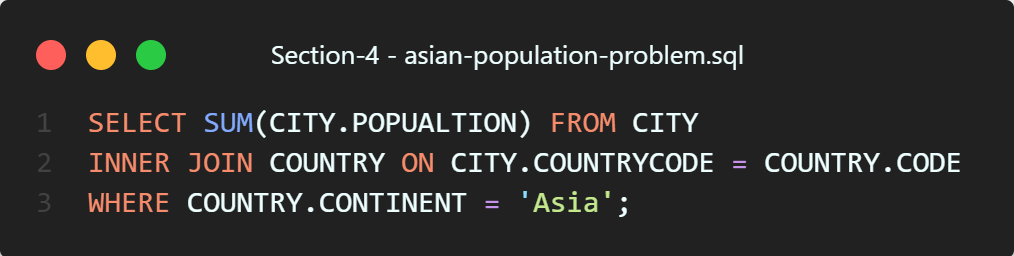 Section-4 - asian-population-problem.sql
1 SELECT SUM(CITY.POPUALTION) FROM CITY
2 INNER JOIN COUNTRY ON CITY.COUNTRYCODE = COUNTRY.CODE
3 WHERE COUNTRY.CONTINENT = 'Asia';